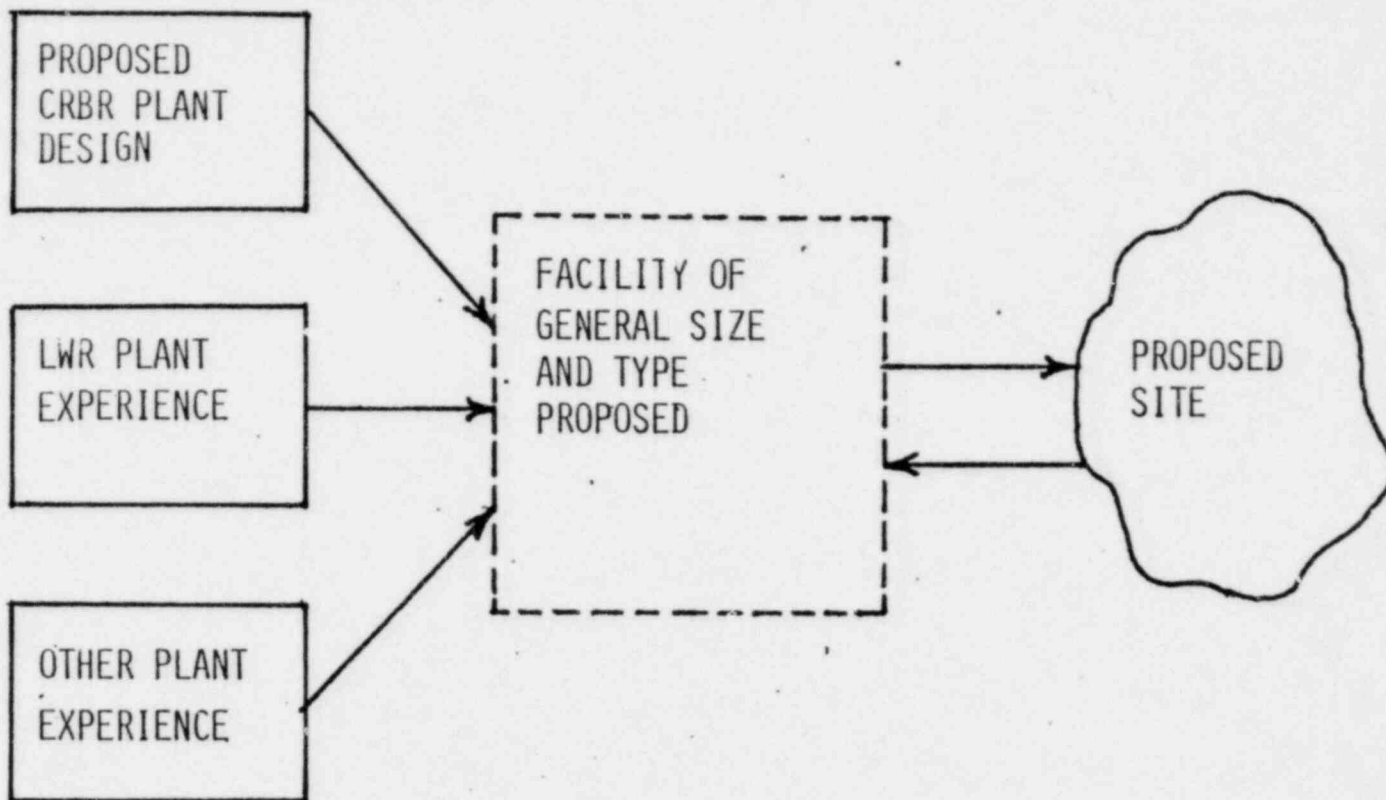 PROPOSED
CRBR PLANT
DESIGN
LWR PLANT
EXPERIENCE
OTHER PLANT
EXPERIENCE
FACILITY OF
GENERAL SIZE
AND TYPE
PROPOSED
PROPOSED
SITE